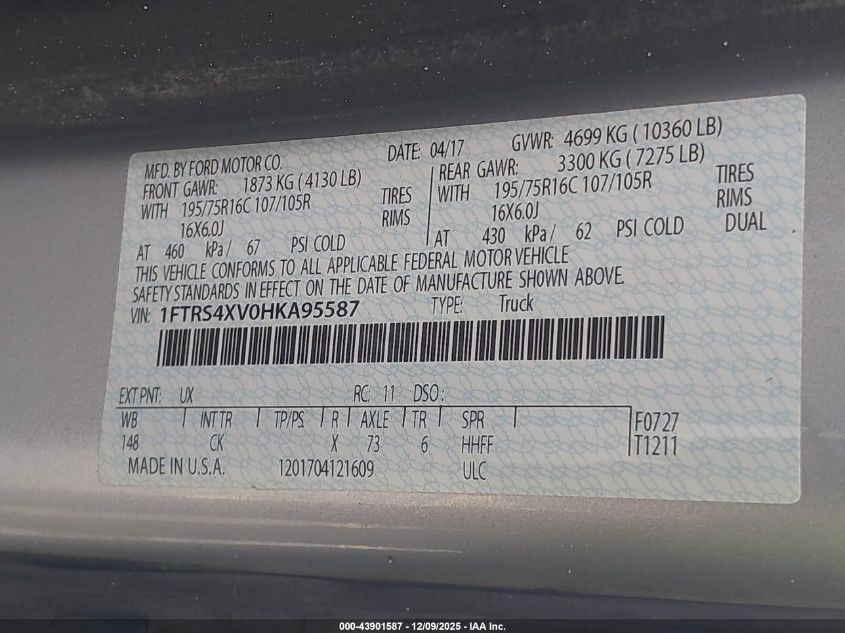 MFD. BY FORD MOTOR CO. DATE: 04/17 GVWR: 4699 KG ( 10360 LB)
FRONT GAWR: 1873 KG ( 4130 LB) REAR GAWR: 3300 KG ( 7275 LB)
WITH 195/75R16C 107/105R TIRES WITH 195/75R16C 107/105R TIRES
16X6.0J RIMS 16X6.0J RIMS
AT 460 kPa/ 67 PSI COLD AT 430 kPa/ 62 PSI COLD DUAL
THIS VEHICLE CONFORMS TO ALL APPLICABLE FEDERAL MOTOR VEHICLE
SAFETY STANDARDS IN EFFECT ON THE DATE OF MANUFACTURE SHOWN ABOVE.
VIN: 1FTRS4XV0HKA95587 TYPE: Truck
EXT PNT: UX RC: 11 DSO:
WB INT TR TP/PS R AXLE TR SPR F0727
148 CK X 73 6 HHFF T1211
MADE IN U.S.A. 1201704121609 ULC
000-43901587 - 12/09/2025 - IAA Inc.